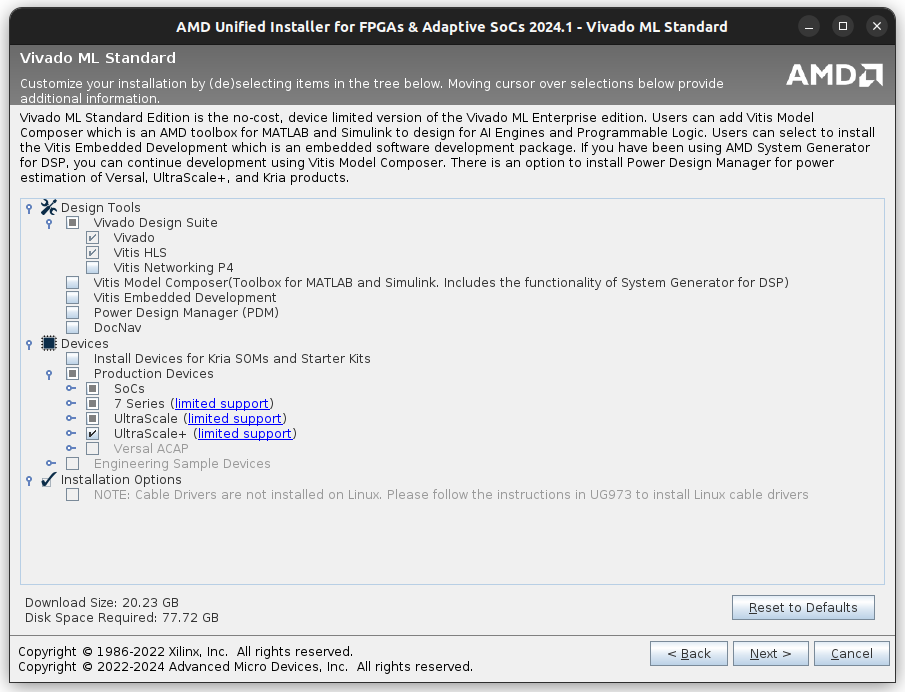 AMD Unified Installer for FPGAs & Adaptive SoCs 2024.1 - Vivado ML Standard
Vivado ML Standard
Customize your installation by (de)selecting items in the tree below. Moving cursor over selections below provide
additional information.
AMD
Vivado ML Standard Edition is the no-cost, device limited version of the Vivado ML Enterprise edition. Users can add Vitis Model
Composer which is an AMD toolbox for MATLAB and Simulink to design for AI Engines and Programmable Logic. Users can select to install
the Vitis Embedded Development which is an embedded software development package. If you have been using AMD System Generator
for DSP, you can continue development using Vitis Model Composer. There is an option to install Power Design Manager for power
estimation of Versal, UltraScale+, and Kria products.
Design Tools
Vivado Design Suite
Vivado
Vitis HLS
Vitis Networking P4
Vitis Model Composer(Toolbox for MATLAB and Simulink. Includes the functionality of System Generator for DSP)
Vitis Embedded Development
Power Design Manager (PDM)
DocNav
Devices
Install Devices for Kria SOMs and Starter Kits
Production Devices
SoCs
7 Series (limited support)
UltraScale (limited support)
UltraScale+ (limited support)
Versal ACAP
Engineering Sample Devices
Installation Options
NOTE: Cable Drivers are not installed on Linux. Please follow the instructions in UG973 to install Linux cable drivers
Download Size: 20.23 GB
Disk Space Required: 77.72 GB
Reset to Defaults
Copyright © 1986-2022 Xilinx, Inc. All rights reserved.
Copyright © 2022-2024 Advanced Micro Devices, Inc. All rights reserved.
< Back
Next >
Cancel